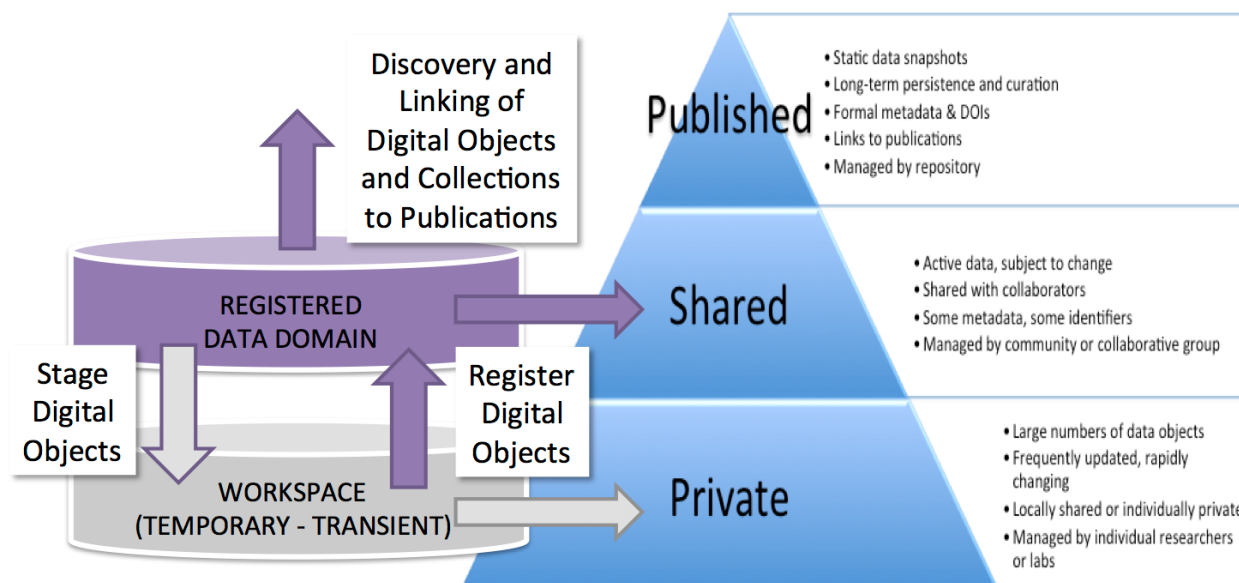 Discovery and
Linking of
Digital Objects
and Collections
to Publications
REGISTERED
DATA DOMAIN
Stage
Digital
Objects
Register
Digital
Objects
WORKSPACE
(TEMPORARY - TRANSIENT)
Published
• Static data snapshots
• Long-term persistence and curation
• Formal metadata & DOIs
• Links to publications
• Managed by repository
Shared
• Active data, subject to change
• Shared with collaborators
• Some metadata, some identifiers
• Managed by community or collaborative group
Private
• Large numbers of data objects
• Frequently updated, rapidly
changing
• Locally shared or individually private
• Managed by individual researchers
or labs